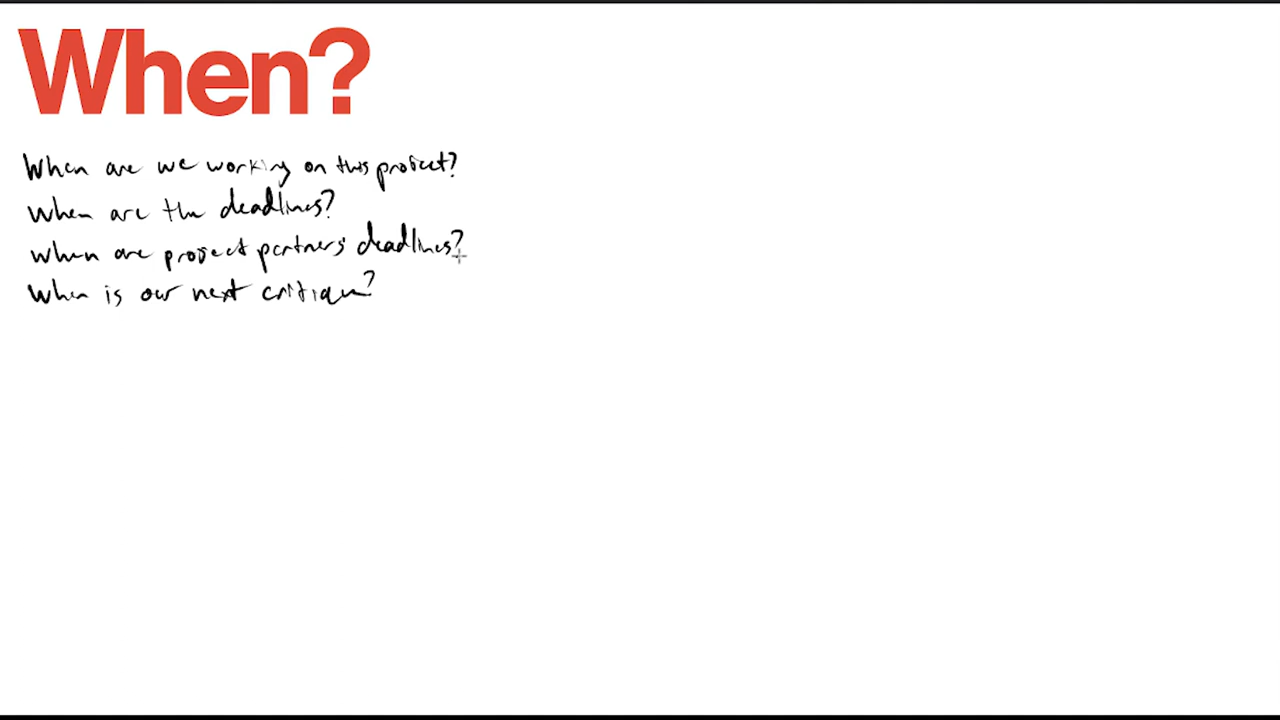 When?
When are we working on this project?
When are the deadlines?
When are project partners' deadlines?
When is our next critique?